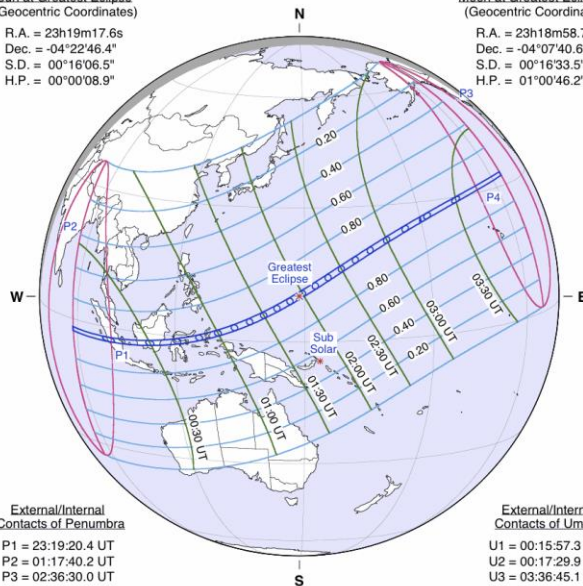 (Geocentric Coordinates)
R.A. = 23h19m17.6s
Dec. = -04°22'46.4"
S.D. = 00°16'06.5"
H.P. = 00°00'08.9"
(Geocentric Coordina
R.A. = 23h18m58.7
Dec. = -04°07'40.6
S.D. = 00°16'33.5
H.P. = 01°00'46.2
N
P3
0.20
0.40
0.60
0.80
P4
P2
Greatest
Eclipse
W
E
0.80
0.60
0.40
0.20
03:30 UT
03:00 UT
02:30 UT
02:00 UT
01:30 UT
01:00 UT
00:30 UT
Sub
Solar
P1
S
External/Internal
Contacts of Penumbra
P1 = 23:19:20.4 UT
P2 = 01:17:40.2 UT
P3 = 02:36:30.0 UT
External/Intern
Contacts of Um
U1 = 00:15:57.3
U2 = 00:17:29.9
U3 = 03:36:45.1